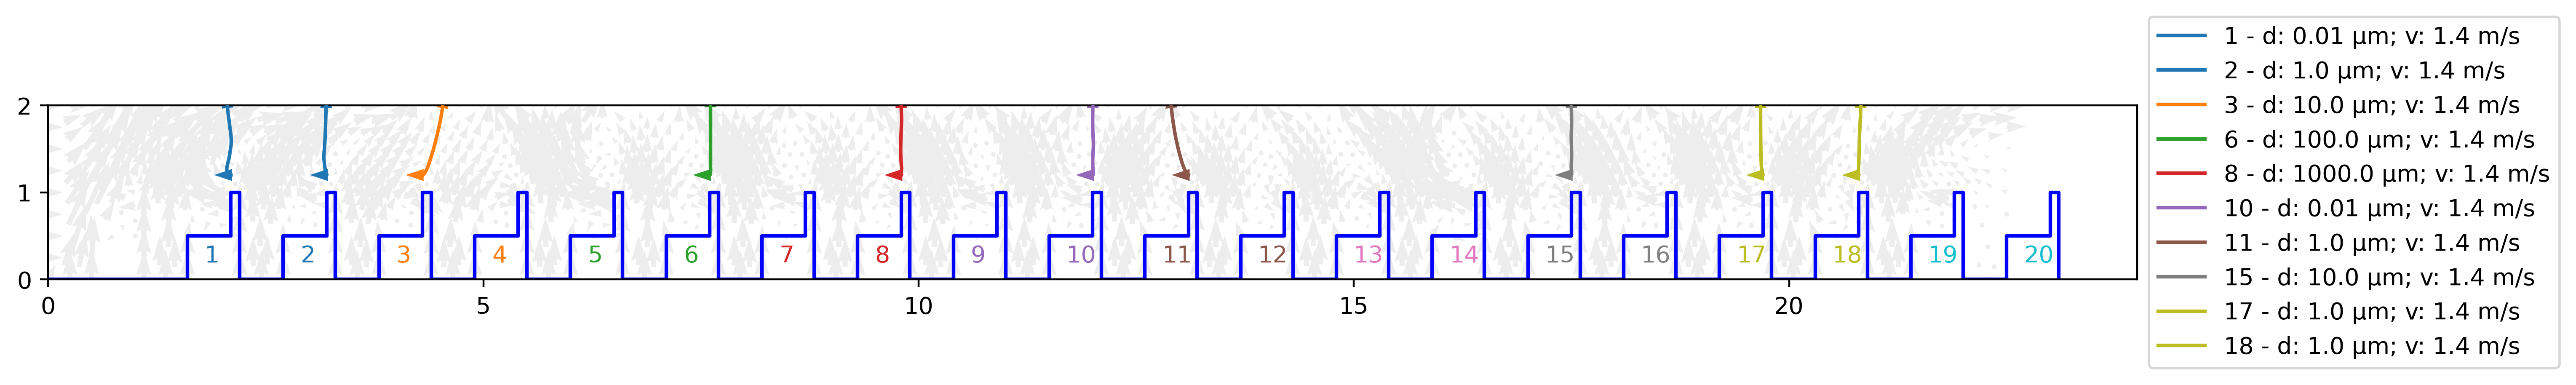 2
1
0
1 2 3 4 5 6 7 8 9 10 11 12 13 14 15 16 17 18 19 20
0 5 10 15 20
1 - d: 0.01 μm; v: 1.4 m/s
2 - d: 1.0 μm; v: 1.4 m/s
3 - d: 10.0 μm; v: 1.4 m/s
6 - d: 100.0 μm; v: 1.4 m/s
8 - d: 1000.0 μm; v: 1.4 m/s
10 - d: 0.01 μm; v: 1.4 m/s
11 - d: 1.0 μm; v: 1.4 m/s
15 - d: 10.0 μm; v: 1.4 m/s
17 - d: 1.0 μm; v: 1.4 m/s
18 - d: 1.0 μm; v: 1.4 m/s